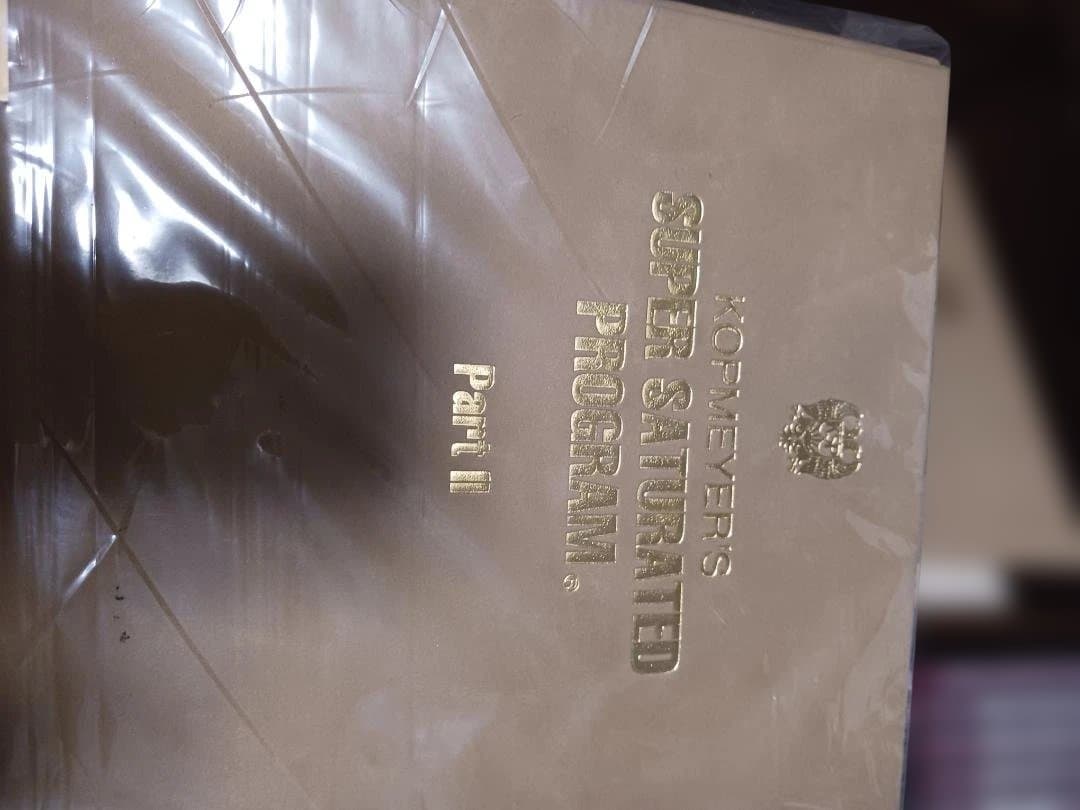 KOPMEYER'S
SUPER SATURATED
PROGRAM®
Part II